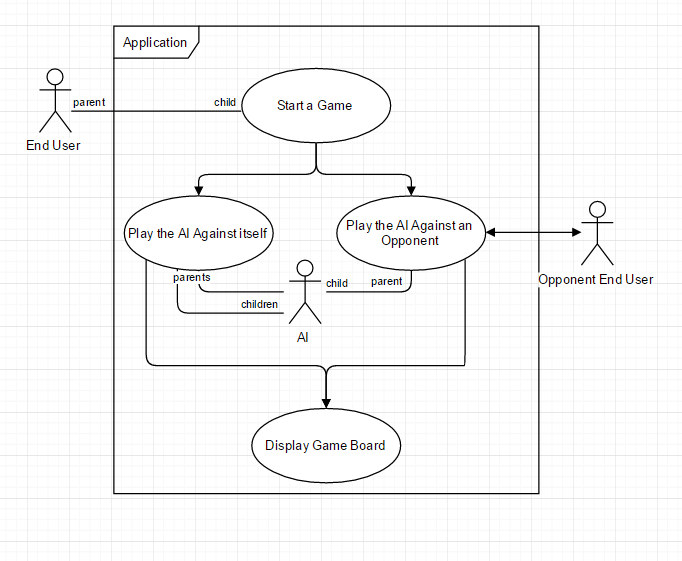 Application
parent
child
Start a Game
End User
Play the AI Against itself
Play the AI Against an
Opponent
parents
child
parent
Opponent End User
children
AI
Display Game Board